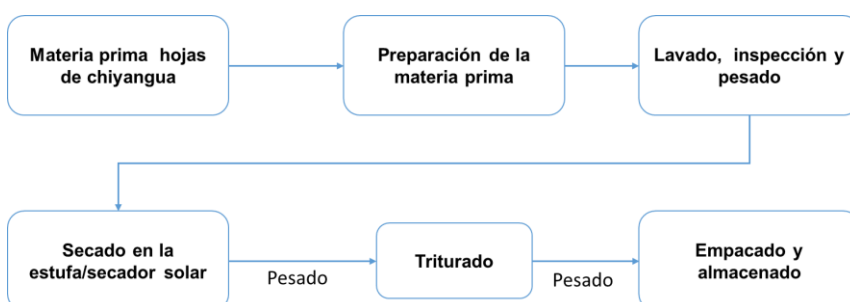 Materia prima hojas
de chiyangua
Preparación de la
materia prima
Lavado, inspección y
pesado
Secado en la
estufa/secador solar
Pesado
Triturado
Pesado
Empacado y
almacenado